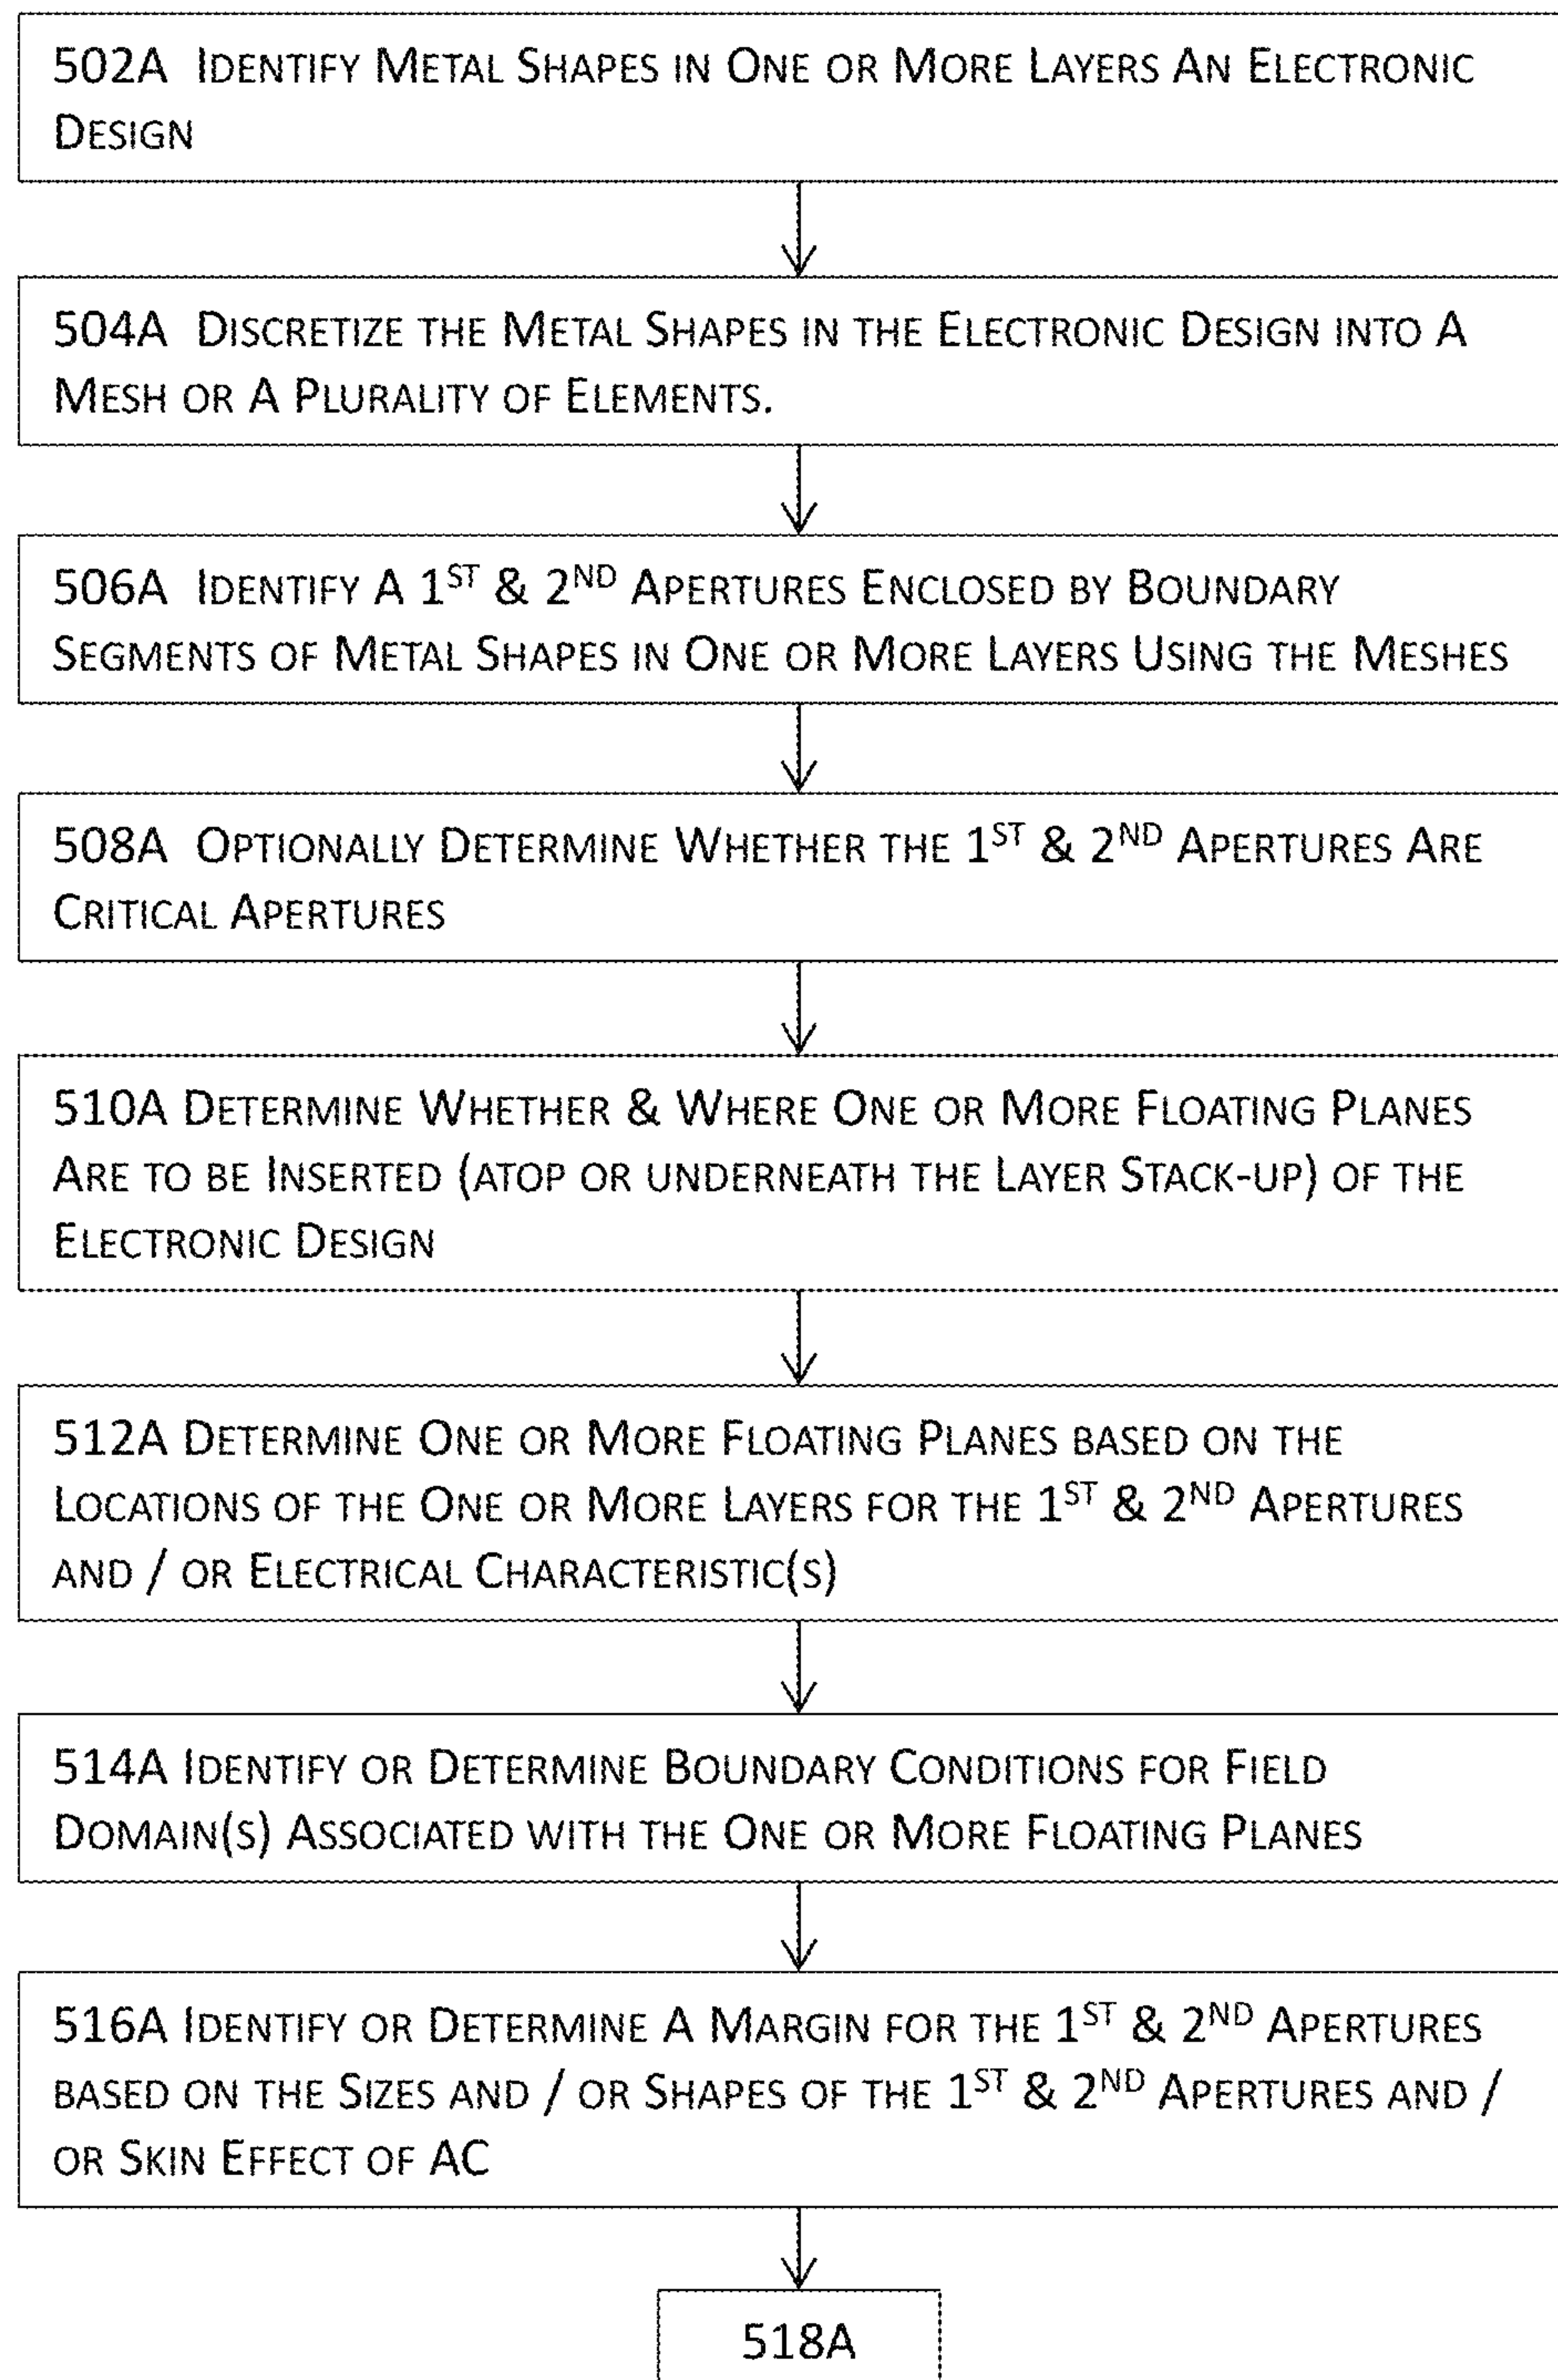 502A IDENTIFY METAL SHAPES IN ONE OR MORE LAYERS AN ELECTRONIC
DESIGN
504A DISCRETIZE THE METAL SHAPES IN THE ELECTRONIC DESIGN INTO A
MESH OR A PLURALITY OF ELEMENTS.
506A IDENTIFY A 1ST & 2ND APERTURES ENCLOSED BY BOUNDARY
SEGMENTS OF METAL SHAPES IN ONE OR MORE LAYERS USING THE MESHES
508A OPTIONALLY DETERMINE WHETHER THE 1ST & 2ND APERTURES ARE
CRITICAL APERTURES
510A DETERMINE WHETHER & WHERE ONE OR MORE FLOATING PLANES
ARE TO BE INSERTED (ATOP OR UNDERNEATH THE LAYER STACK-UP) OF THE
ELECTRONIC DESIGN
512A DETERMINE ONE OR MORE FLOATING PLANES BASED ON THE
LOCATIONS OF THE ONE OR MORE LAYERS FOR THE 1ST & 2ND APERTURES
AND / OR ELECTRICAL CHARACTERISTIC(S)
514A IDENTIFY OR DETERMINE BOUNDARY CONDITIONS FOR FIELD
DOMAIN(S) ASSOCIATED WITH THE ONE OR MORE FLOATING PLANES
516A IDENTIFY OR DETERMINE A MARGIN FOR THE 1ST & 2ND APERTURES
BASED ON THE SIZES AND / OR SHAPES OF THE 1ST & 2ND APERTURES AND /
OR SKIN EFFECT OF AC
518A